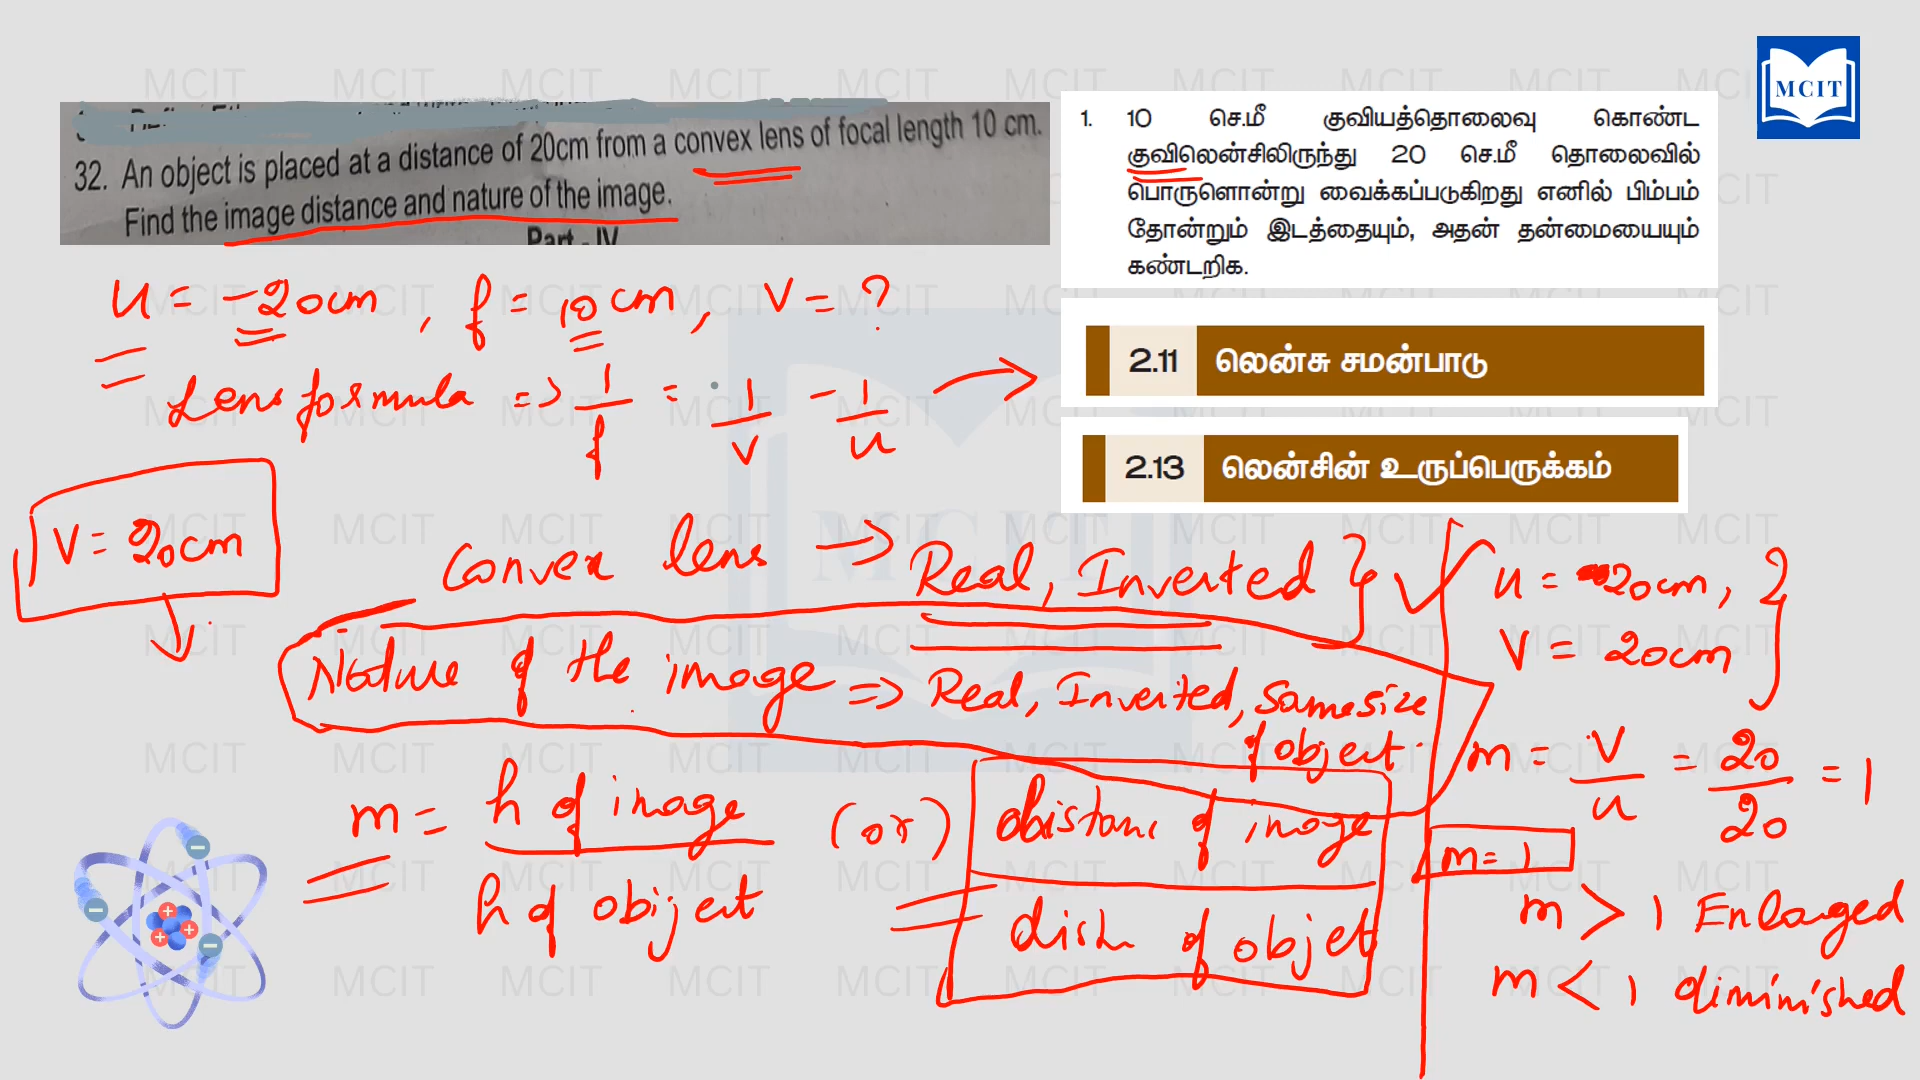 MCIT
32. An object is placed at a distance of 20cm from a convex lens of focal length 10 cm.
Find the image distance and nature of the image.
Part - IV
1. 10 செ.மீ குவியத்தொலைவு கொண்ட
குவிலென்சிலிருந்து 20 செ.மீ தொலைவில்
பொருளொன்று வைக்கப்படுகிறது எனில் பிம்பம்
தோன்றும் இடத்தையும், அதன் தன்மையையும்
கண்டறிக.
2.11 லென்சு சமன்பாடு
2.13 லென்சின் உருப்பெருக்கம்
u = -20cm, f = 10cm, v = ?
Lens formula => 1/f = 1/v - 1/u
V = 20cm
Convex lens -> Real, Inverted
Nature of the image => Real, Inverted, Same size
of object.
m = h of image / h of object (or) distanc of image / dish of objet
u = -20cm,
V = 20cm
m = V/u = 20/20 = 1
m = 1
m > 1 Enlarged
m < 1 diminished